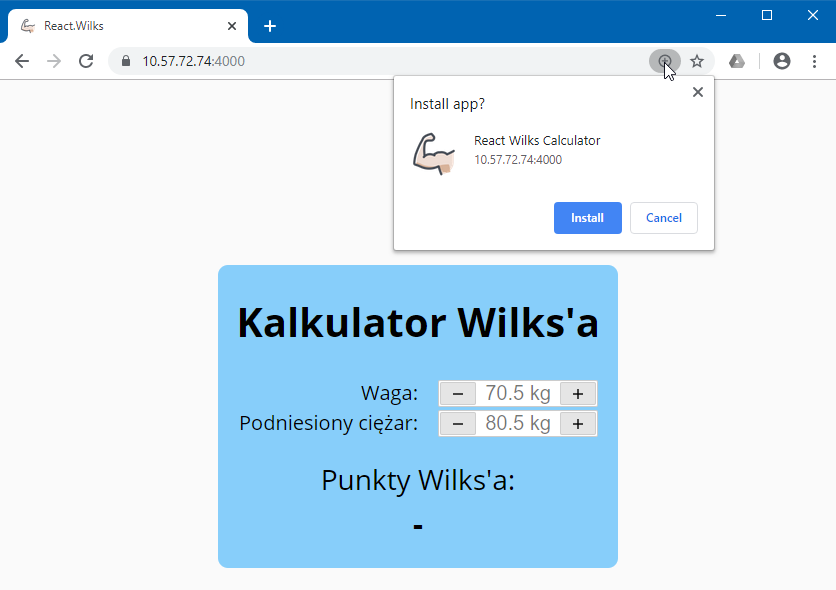 React.Wilks
10.57.72.74:4000
Install app?
React Wilks Calculator
10.57.72.74:4000
Install
Cancel
Kalkulator Wilks'a
Waga: − 70.5 kg +
Podniesiony ciężar: − 80.5 kg +
Punkty Wilks'a:
-